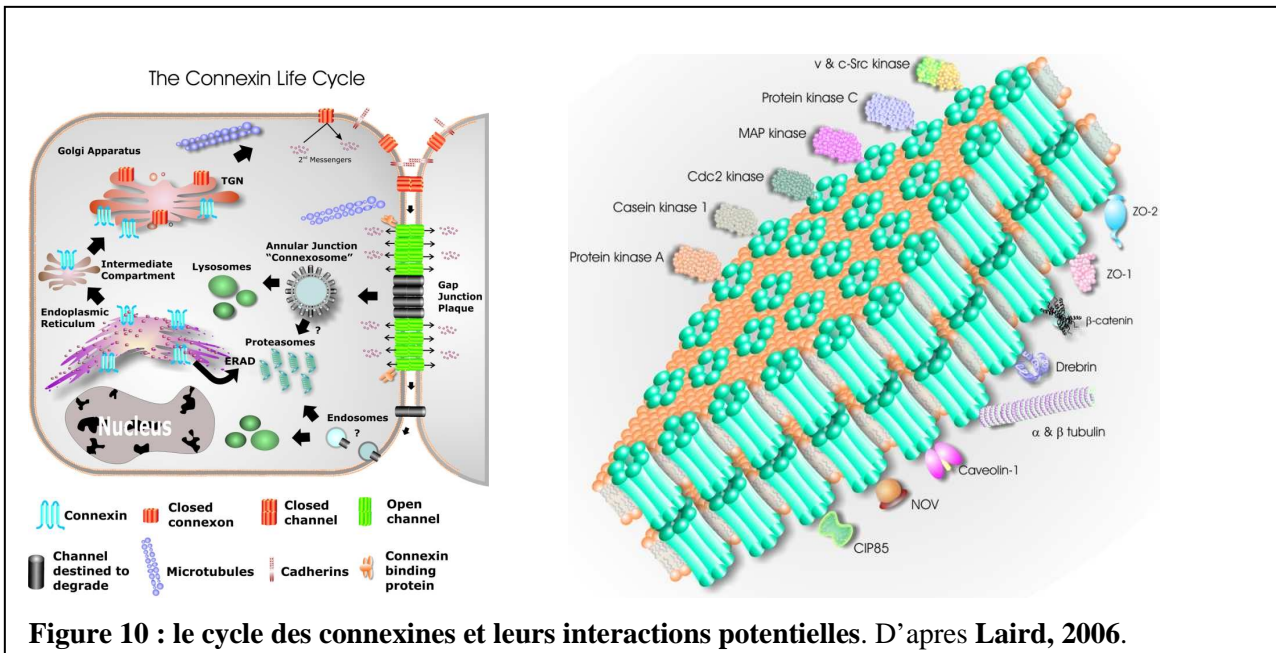 The Connexin Life Cycle
Golgi Apparatus
TGN
2nd Messengers
Intermediate
Compartment
Endoplasmic
Reticulum
Lysosomes
Annular Junction
"Connexosome"
?
Proteasomes
ERAD
Gap
Junction
Plaque
Nucleus
Endosomes
?
Connexin
Closed
connexon
Closed
channel
Open
channel
Channel
destined to
degrade
Microtubules
Cadherins
Connexin
binding
protein
v & c-Src kinase
Protein kinase C
MAP kinase
Cdc2 kinase
Casein kinase 1
Protein kinase A
ZO-2
ZO-1
β-catenin
Drebrin
α & β tubulin
Caveolin-1
NOV
CIP85
Figure 10 : le cycle des connexines et leurs interactions potentielles. D'apres Laird, 2006.